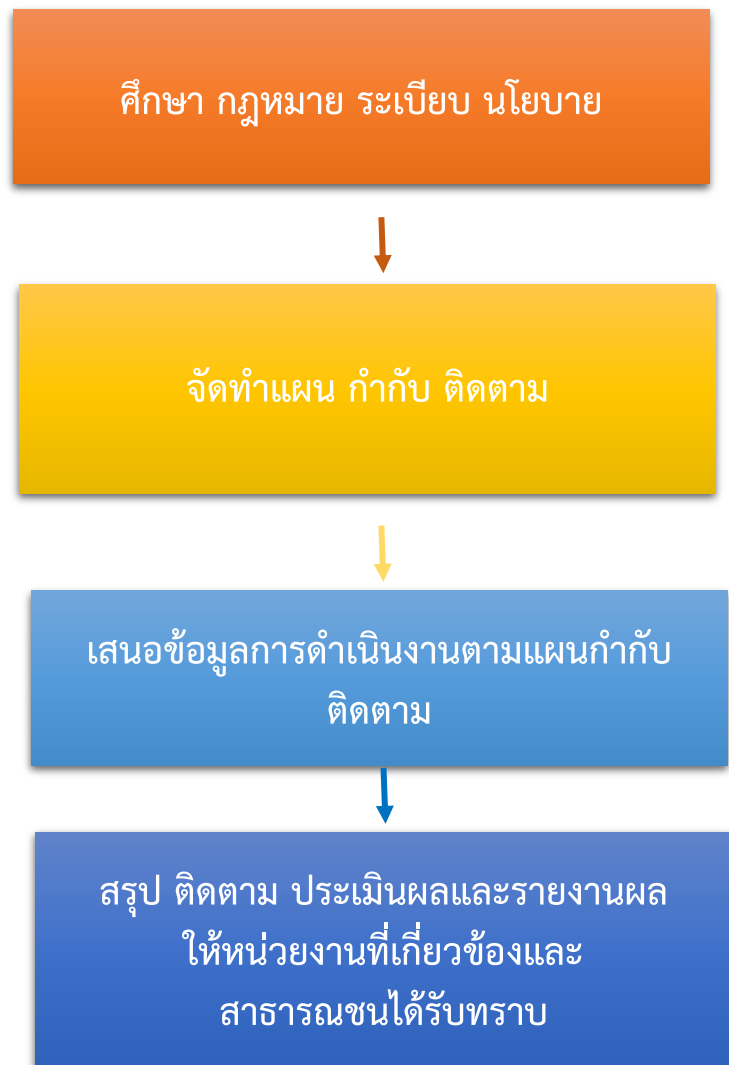 ศึกษา กฎหมาย ระเบียบ นโยบาย
จัดทำแผน กำกับ ติดตาม
เสนอข้อมูลการดำเนินงานตามแผนกำกับ
ติดตาม
สรุป ติดตาม ประเมินผลและรายงานผล
ให้หน่วยงานที่เกี่ยวข้องและ
สาธารณชนได้รับทราบ